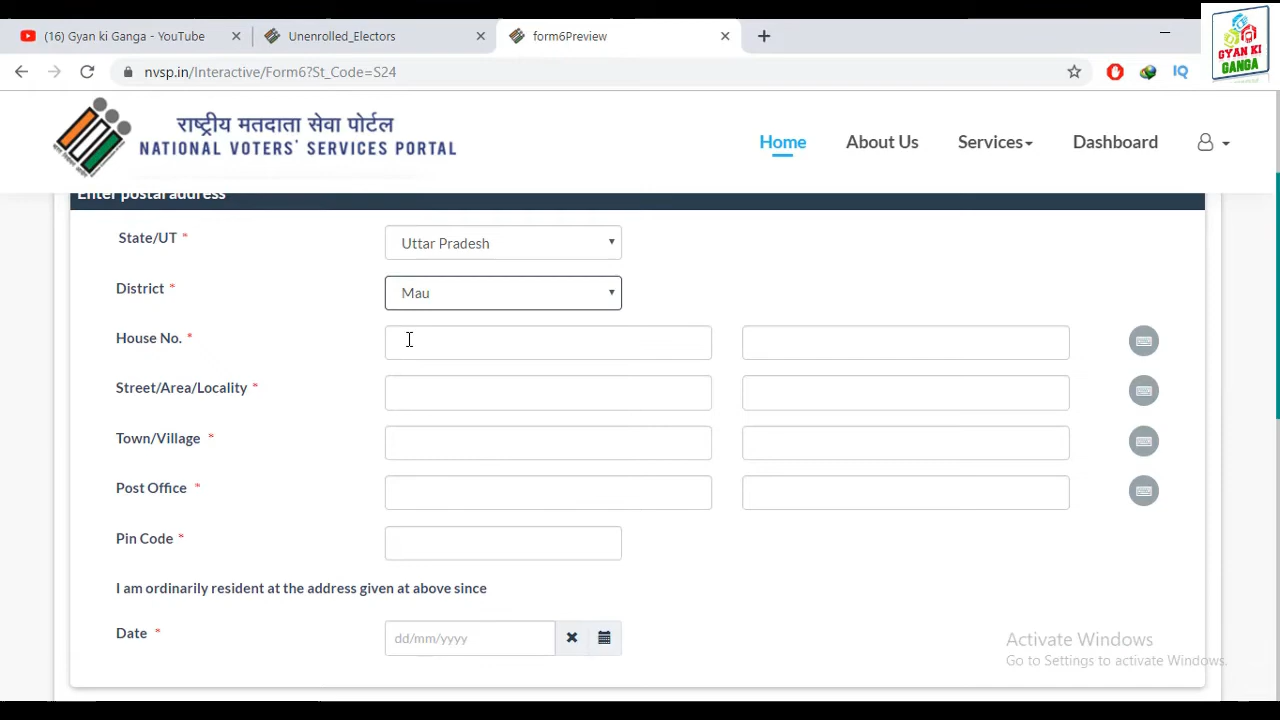 (16) Gyan ki Ganga - YouTube
Unenrolled_Electors
form6Preview
nvsp.in/Interactive/Form6?St_Code=S24
IQ
GYAN KI
GANGA
राष्ट्रीय मतदाता सेवा पोर्टल
NATIONAL VOTERS' SERVICES PORTAL
Home
About Us
Services
Dashboard
Enter postal address
State/UT *
Uttar Pradesh
District *
Mau
House No. *
Street/Area/Locality *
Town/Village *
Post Office *
Pin Code *
I am ordinarily resident at the address given at above since
Date *
dd/mm/yyyy
Activate Windows
Go to Settings to activate Windows.